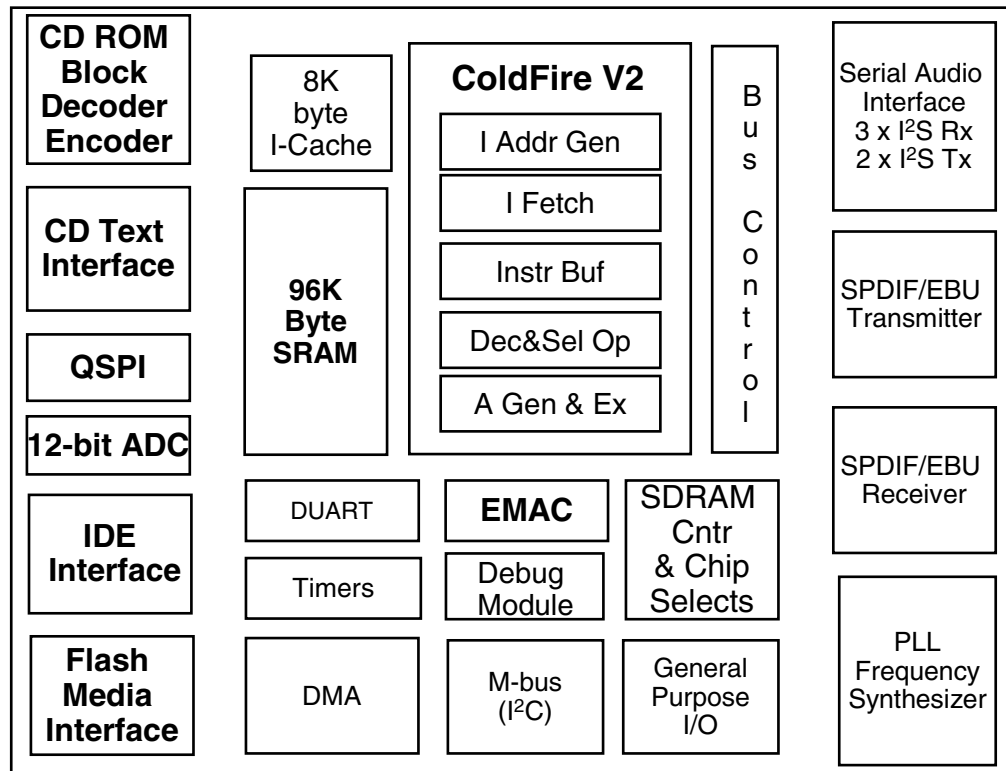 CD ROM
Block
Decoder
Encoder
CD Text
Interface
QSPI
12-bit ADC
IDE
Interface
Flash
Media
Interface
8K
byte
I-Cache
96K
Byte
SRAM
ColdFire V2
I Addr Gen
I Fetch
Instr Buf
Dec&Sel Op
A Gen & Ex
Bus Control
DUART
Timers
DMA
EMAC
Debug
Module
M-bus
(I²C)
SDRAM
Cntr
& Chip
Selects
General
Purpose
I/O
Serial Audio
Interface
3 x I²S Rx
2 x I²S Tx
SPDIF/EBU
Transmitter
SPDIF/EBU
Receiver
PLL
Frequency
Synthesizer